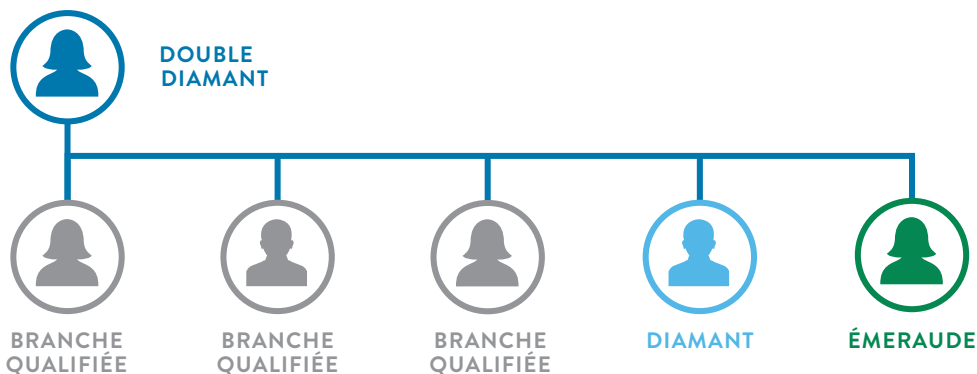 DOUBLE
DIAMANT
BRANCHE
QUALIFIÉE
BRANCHE
QUALIFIÉE
BRANCHE
QUALIFIÉE
DIAMANT
ÉMERAUDE